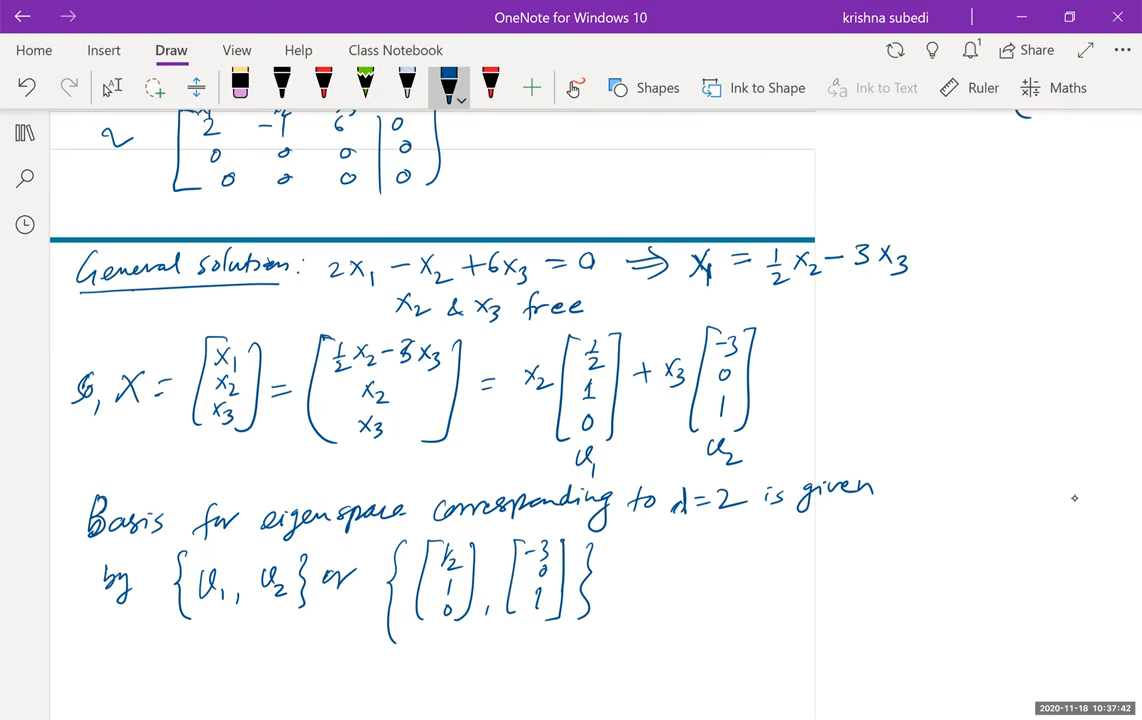 OneNote for Windows 10
krishna subedi
Home Insert Draw View Help Class Notebook
Share
Shapes Ink to Shape Ink to Text Ruler Maths
~ [ 2 -1 6 | 0
0 0 0 | 0
0 0 0 | 0 ]
General solution: 2x₁ - x₂ + 6x₃ = 0 ⟹ x₁ = ½x₂ - 3x₃
x₂ & x₃ free
So, X = [x₁ x₂ x₃] = [½x₂ - 3x₃ x₂ x₃] = x₂ [½ 1 0] + x₃ [-3 0 1]
v₁ v₂
Basis for eigenspace corresponding to λ=2 is given
by {v₁, v₂} or { [½ 1 0], [-3 0 1] }
2020-11-18 10:37:42